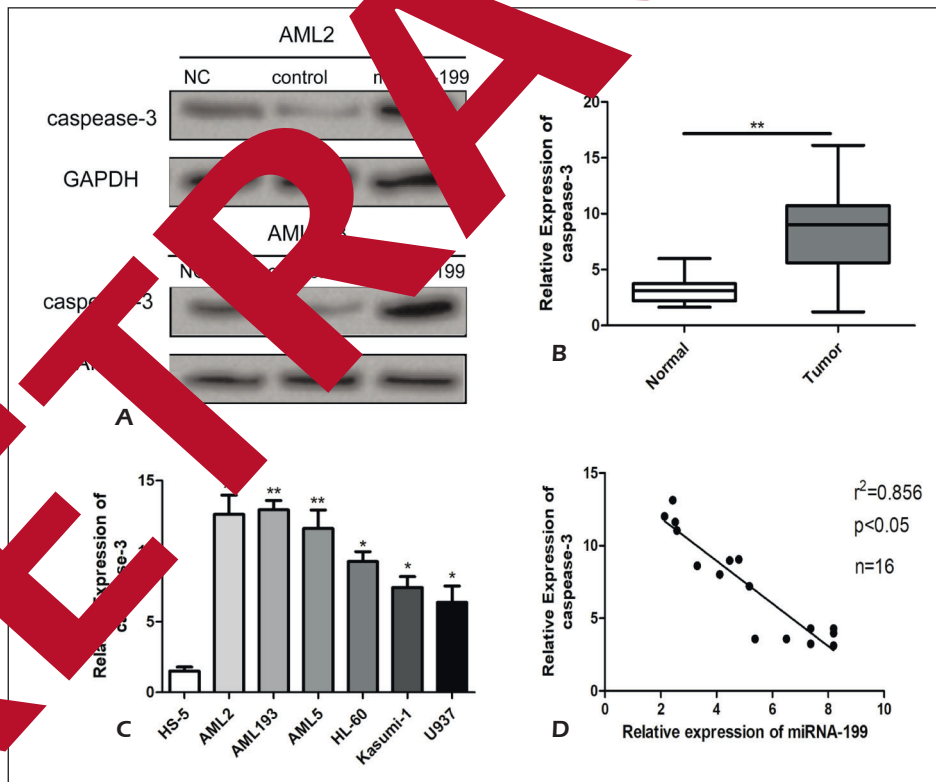 AML2
NC control
caspease-3
GAPDH
A
Relative Expression of
caspease-3
20
15
10
5
0
**
Normal
Tumor
B
Relative Expression of
15
5
0
**
**
*
*
*
HS-5
AML2
AML193
AML5
HL-60
Kasumi-1
U937
C
Relative Expression of
caspease-3
15
10
5
0
r²=0.856
p<0.05
n=16
0 2 4 6 8 10
Relative expression of miRNA-199
D